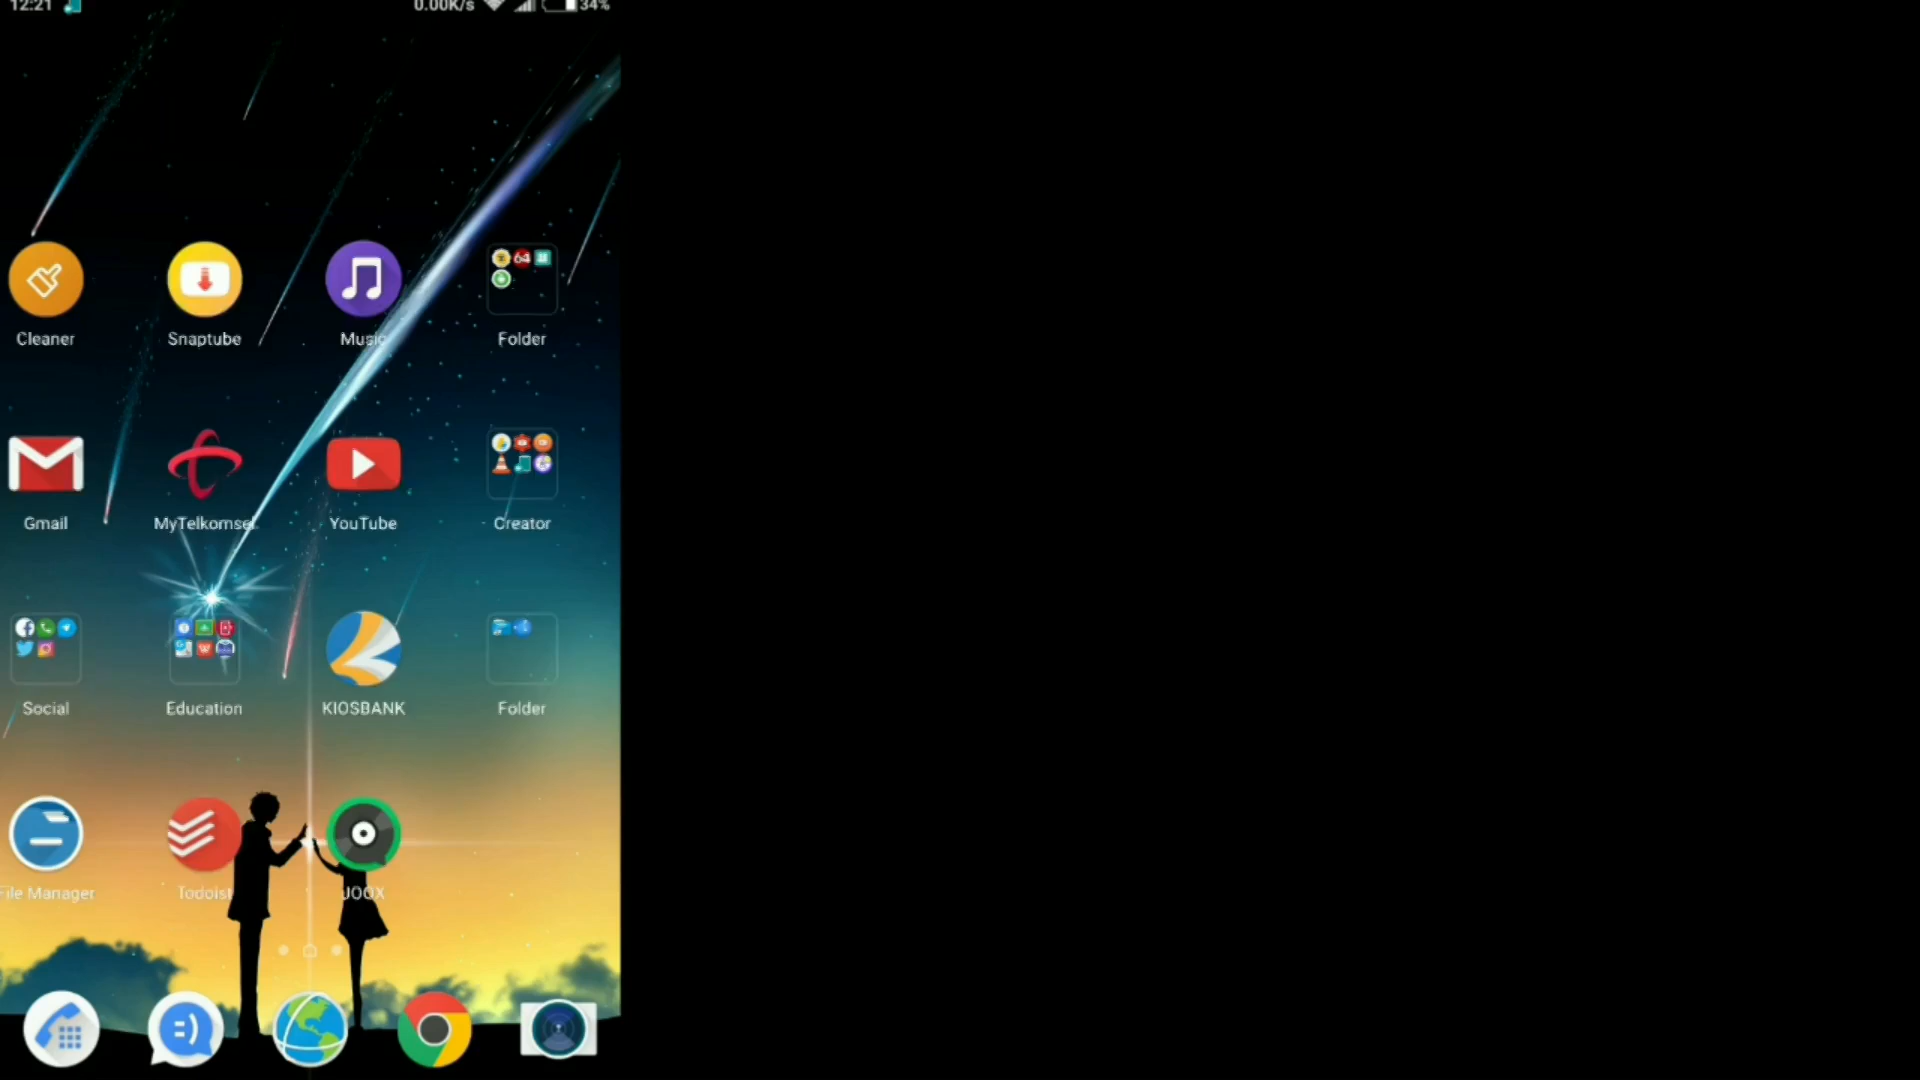 12:21 0.00K/s 34%
Cleaner Snaptube Music Folder
64
Gmail MyTelkomsel YouTube Creator
Social Education KIOSBANK Folder
File Manager Todoist JOOX